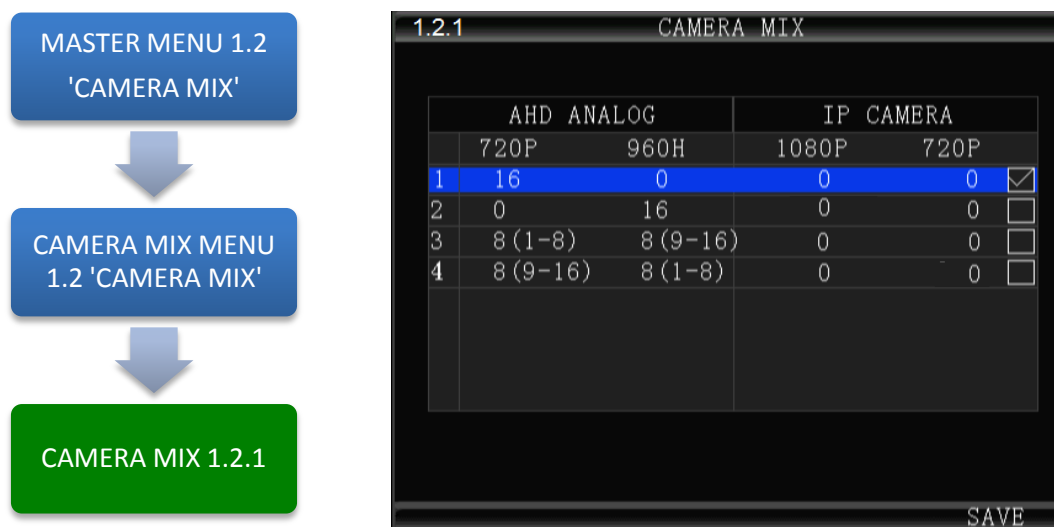 MASTER MENU 1.2
'CAMERA MIX'
CAMERA MIX MENU
1.2 'CAMERA MIX'
CAMERA MIX 1.2.1
1.2.1 CAMERA MIX
AHD ANALOG IP CAMERA
720P 960H 1080P 720P
1 16 0 0 0
2 0 16 0 0
3 8(1-8) 8(9-16) 0 0
4 8(9-16) 8(1-8) 0 0
SAVE